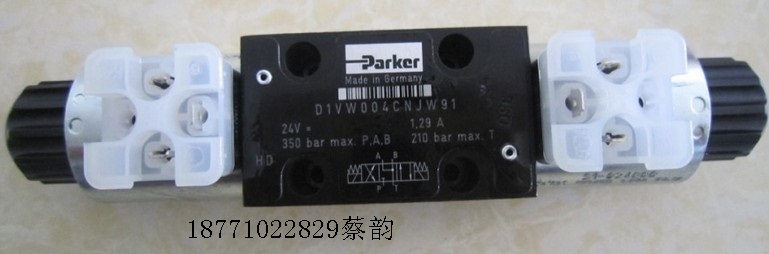 Parker
Made in Germany
D1VW004CNJW91
24V = 1,29 A
350 bar max. P,A,B 210 bar max. T
HD
A B
P T
18771022829蔡韵